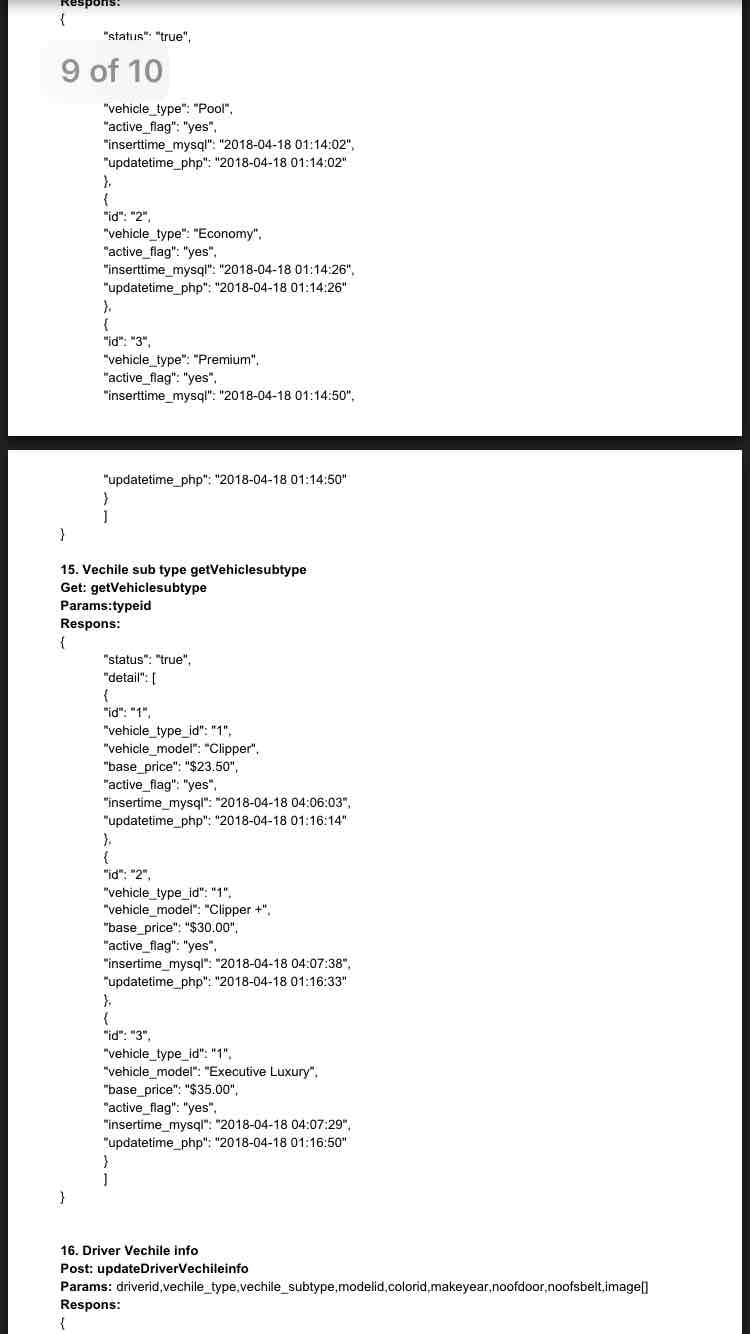 Respons:
{
"status": "true",
9 of 10
"vehicle_type": "Pool",
"active_flag": "yes",
"inserttime_mysql": "2018-04-18 01:14:02",
"updatetime_php": "2018-04-18 01:14:02"
},
{
"id": "2",
"vehicle_type": "Economy",
"active_flag": "yes",
"inserttime_mysql": "2018-04-18 01:14:26",
"updatetime_php": "2018-04-18 01:14:26"
},
{
"id": "3",
"vehicle_type": "Premium",
"active_flag": "yes",
"inserttime_mysql": "2018-04-18 01:14:50",
"updatetime_php": "2018-04-18 01:14:50"
}
]
}
15. Vechile sub type getVehiclesubtype
Get: getVehiclesubtype
Params:typeid
Respons:
{
"status": "true",
"detail": [
{
"id": "1",
"vehicle_type_id": "1",
"vehicle_model": "Clipper",
"base_price": "$23.50",
"active_flag": "yes",
"insertime_mysql": "2018-04-18 04:06:03",
"updatetime_php": "2018-04-18 01:16:14"
},
{
"id": "2",
"vehicle_type_id": "1",
"vehicle_model": "Clipper +",
"base_price": "$30.00",
"active_flag": "yes",
"insertime_mysql": "2018-04-18 04:07:38",
"updatetime_php": "2018-04-18 01:16:33"
},
{
"id": "3",
"vehicle_type_id": "1",
"vehicle_model": "Executive Luxury",
"base_price": "$35.00",
"active_flag": "yes",
"insertime_mysql": "2018-04-18 04:07:29",
"updatetime_php": "2018-04-18 01:16:50"
}
]
}
16. Driver Vechile info
Post: updateDriverVechileinfo
Params: driverid,vechile_type,vechile_subtype,modelid,colorid,makeyear,noofdoor,noofsbelt,image[]
Respons:
{